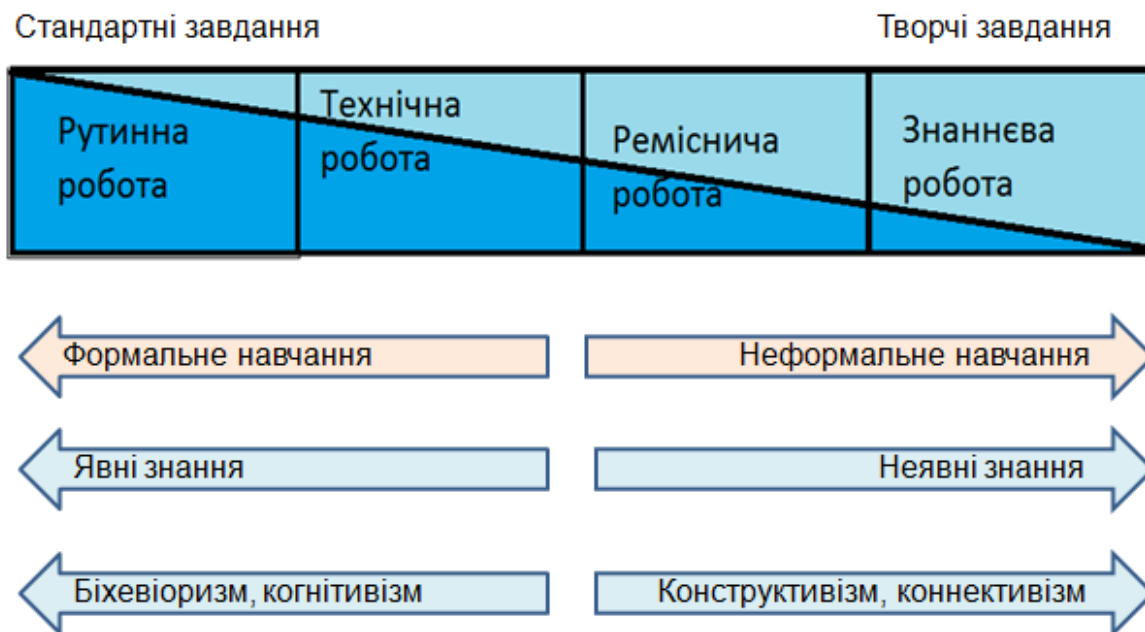 Стандартні завдання
Творчі завдання
Рутинна
робота
Технічна
робота
Реміснича
робота
Знаннєва
робота
Формальне навчання
Неформальне навчання
Явні знання
Неявні знання
Біхевіоризм, когнітивізм
Конструктивізм, коннективізм